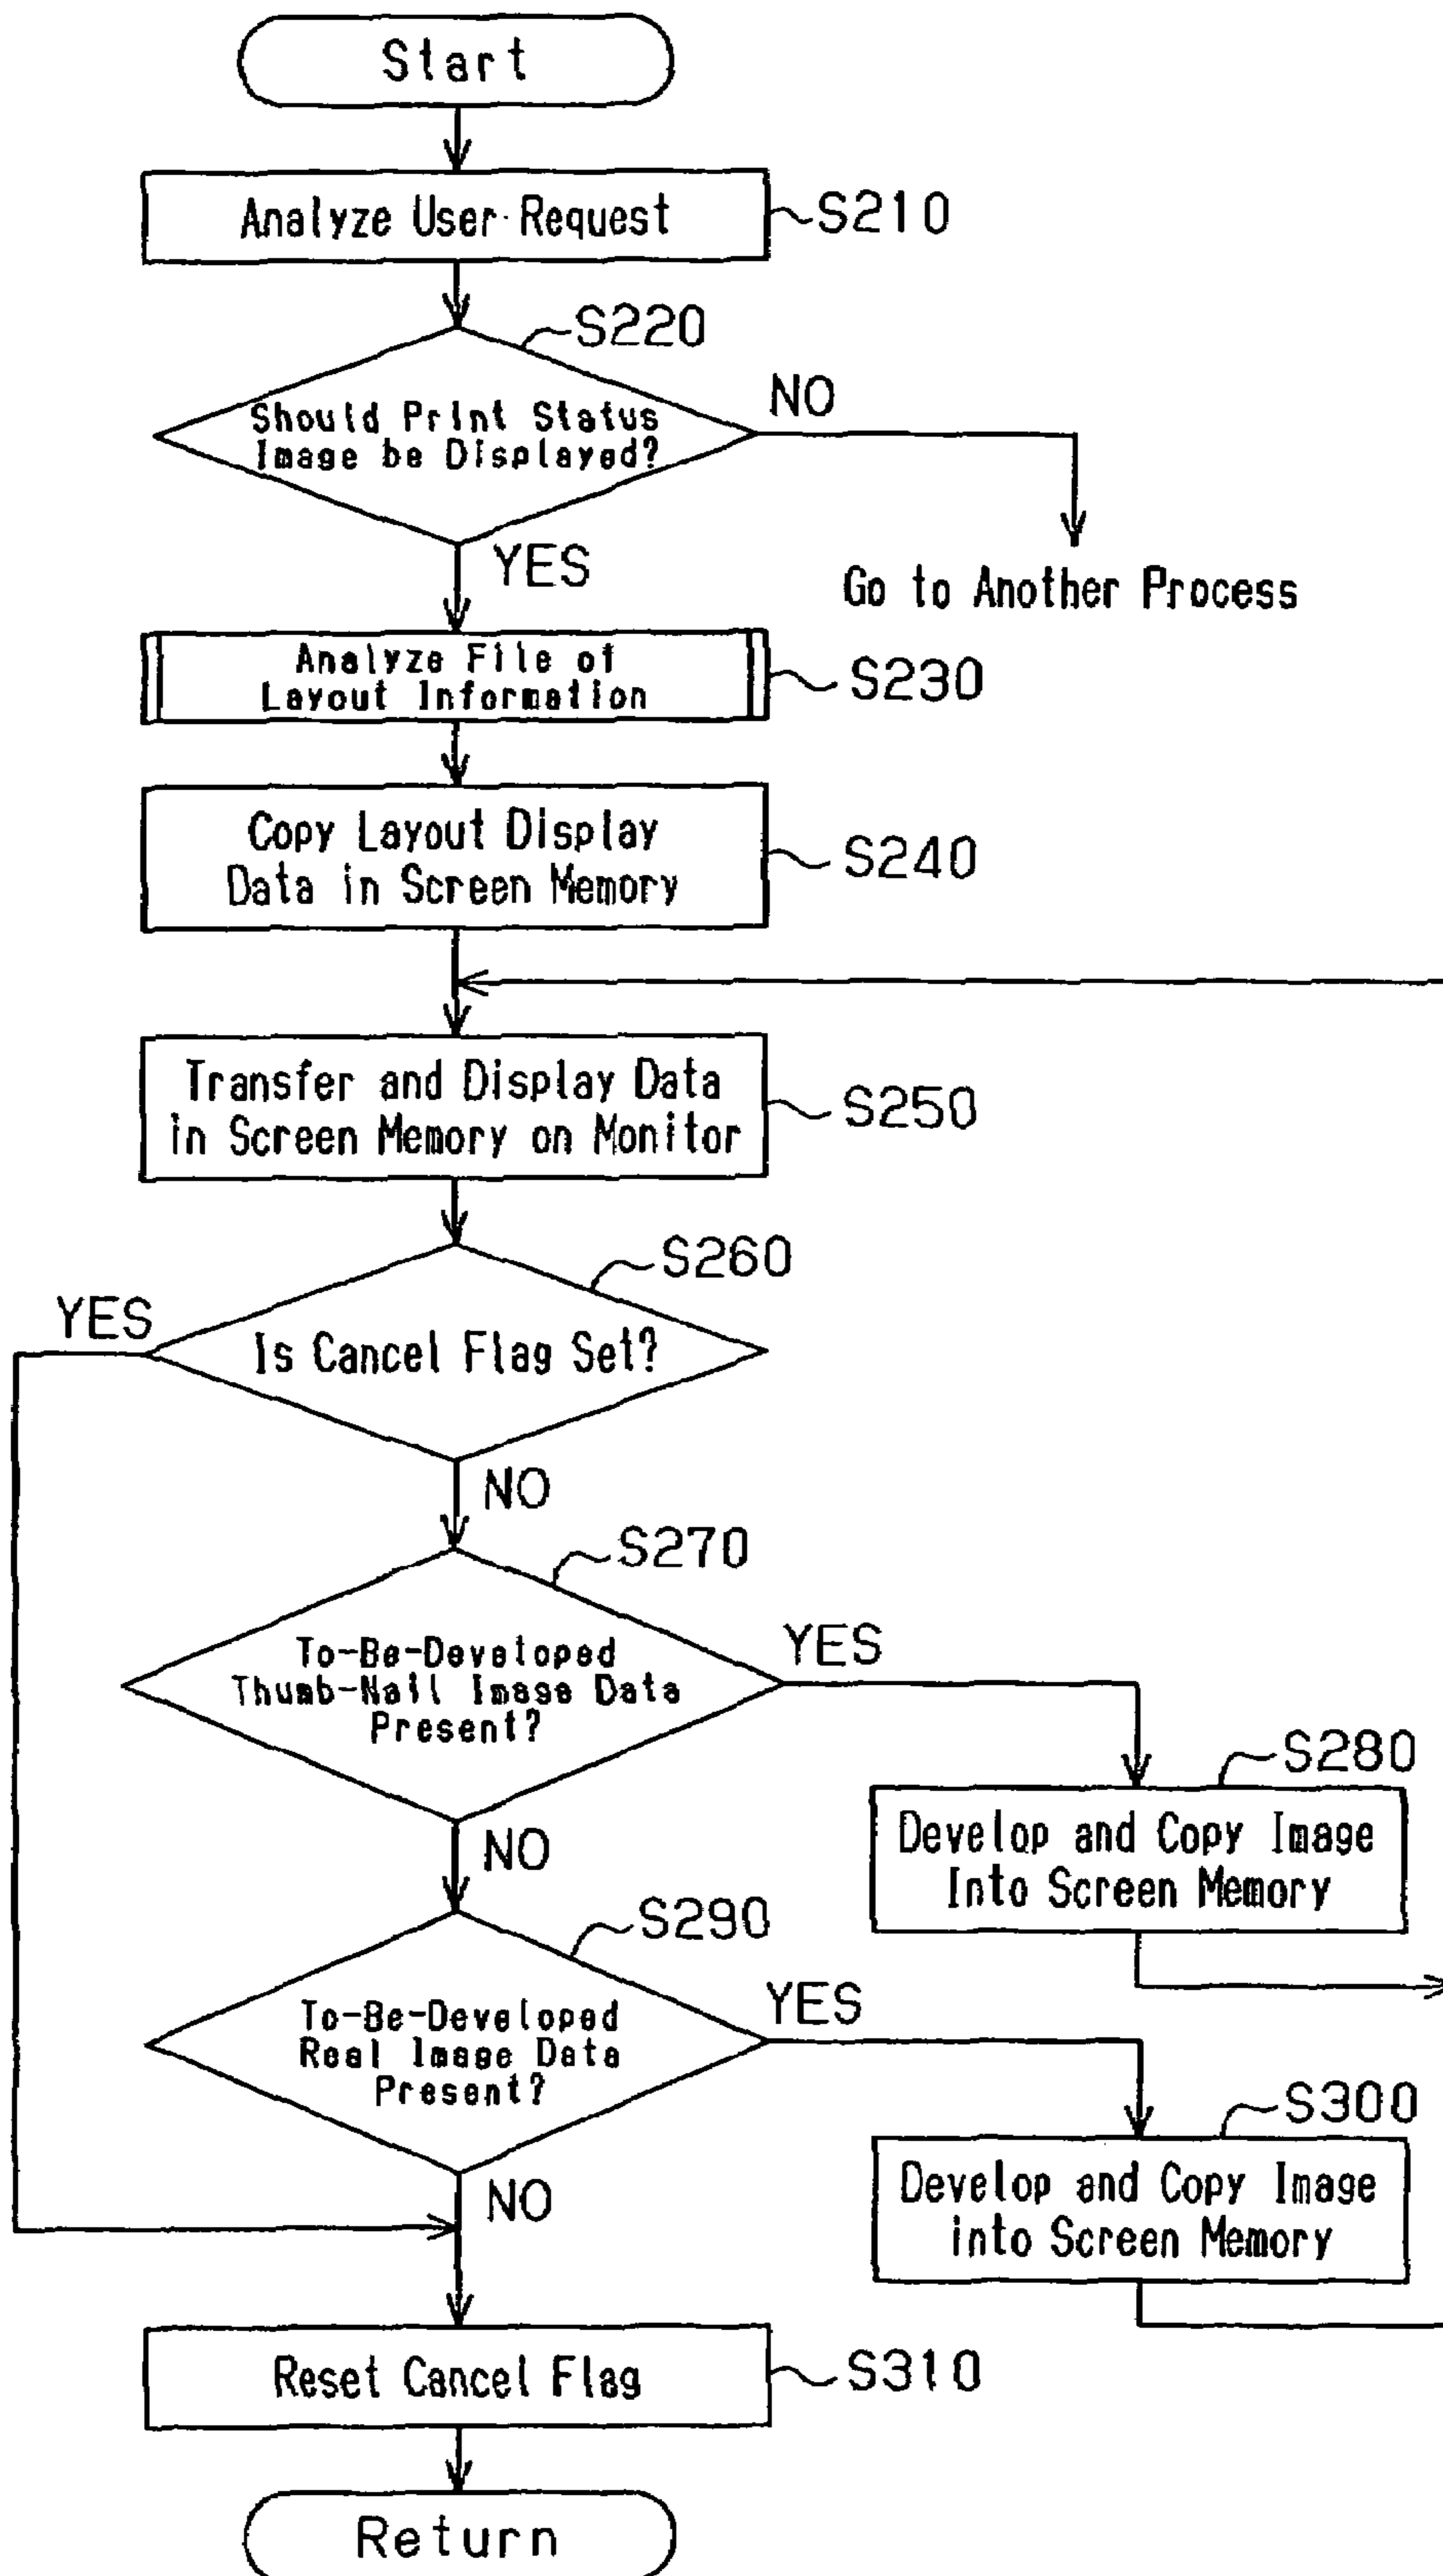 Start
Analyze User Request
S210
S220
Should Print Status
Image be Displayed?
NO
YES
Go to Another Process
Analyze File of
Layout Information
S230
Copy Layout Display
Data in Screen Memory
S240
Transfer and Display Data
in Screen Memory on Monitor
S250
S260
YES
Is Cancel Flag Set?
NO
S270
To-Be-Developed
Thumb-Nail Image Data
Present?
YES
S280
Develop and Copy Image
Into Screen Memory
NO
S290
To-Be-Developed
Real Image Data
Present?
YES
S300
Develop and Copy Image
into Screen Memory
NO
Reset Cancel Flag
S310
Return